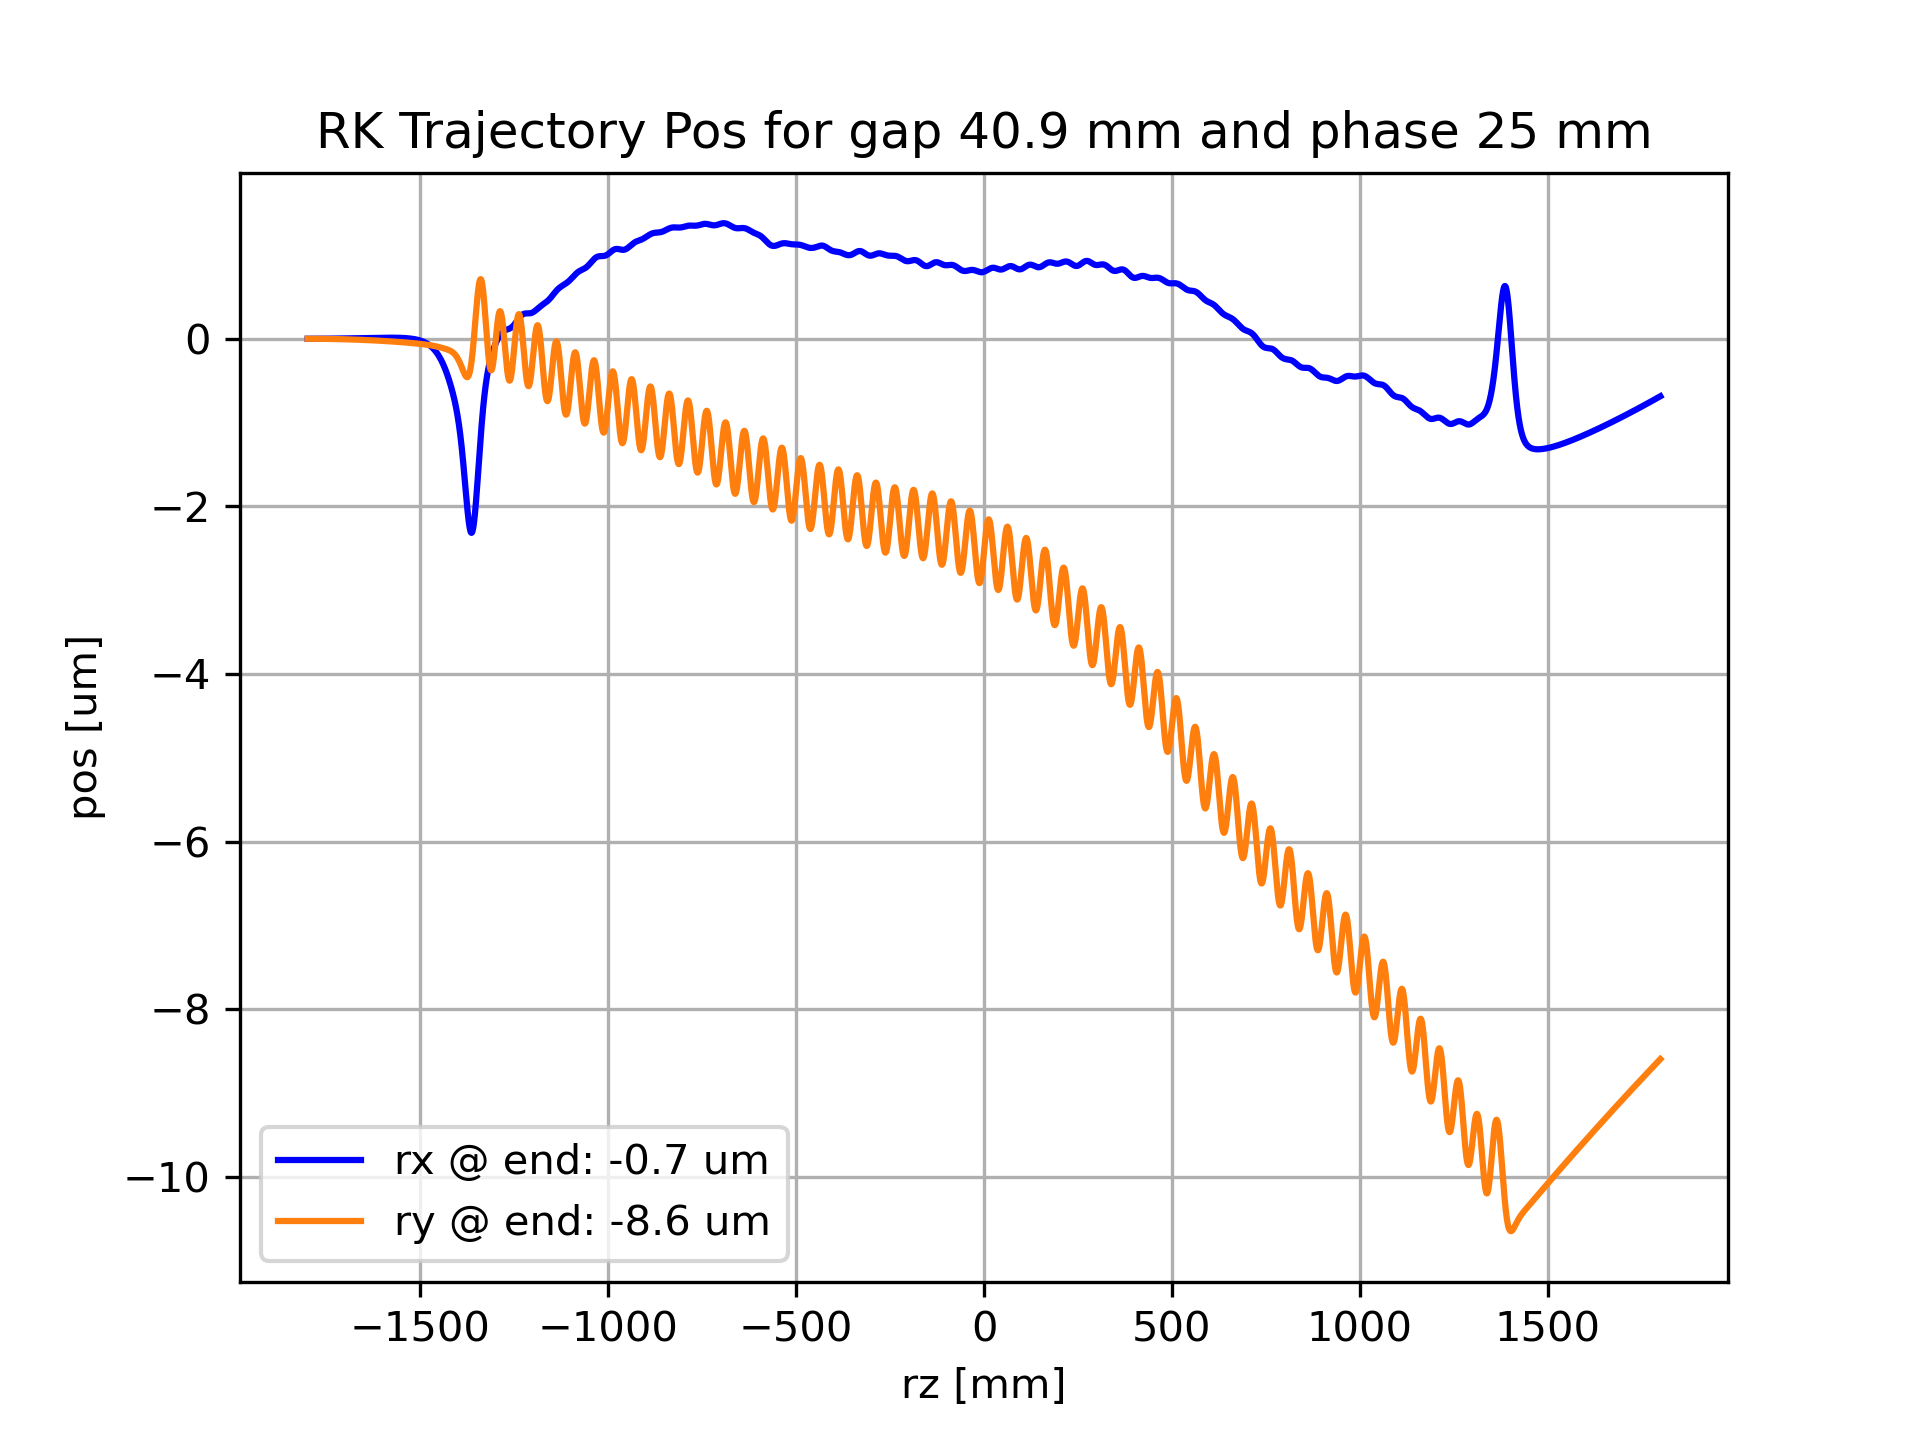 RK Trajectory Pos for gap 40.9 mm and phase 25 mm
0
−2
−4
−6
−8
−10
pos [um]
rx @ end: -0.7 um
ry @ end: -8.6 um
−1500 −1000 −500 0 500 1000 1500
rz [mm]